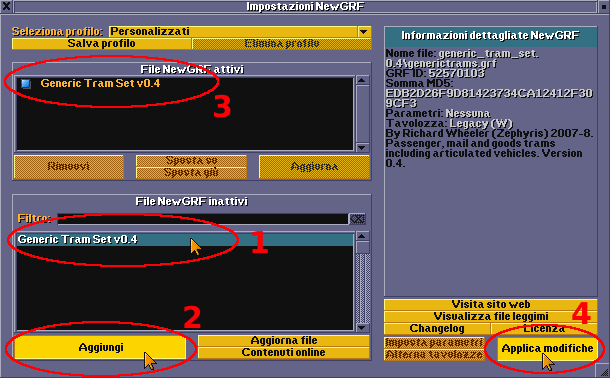 Impostazioni NewGRF
Seleziona profilo: Personalizzati
Salva profilo
Elimina profilo
File NewGRF attivi
Generic Tram Set v0.4
3
Rimuovi
Sposta su
Sposta giù
Aggiorna
File NewGRF inattivi
Filtro:
Generic Tram Set v0.4
1
2
Aggiungi
Aggiorna file
Contenuti online
Informazioni dettagliate NewGRF
Nome file: generic_tram_set.
0.4\generictrams.grf
GRF ID: 52570103
Somma MD5:
EDB2D26F9D81423734CA12412F30
9CF3
Parametri: Nessuna
Tavolozza: Legacy (W)
By Richard Wheeler (Zephyris) 2007-8.
Passenger, mail and goods trams
including articulated vehicles. Version
0.4.
Visita sito web
Visualizza file leggimi
Changelog
Licenza
4
Imposta parametri
Alterna tavolozze
Applica modifiche